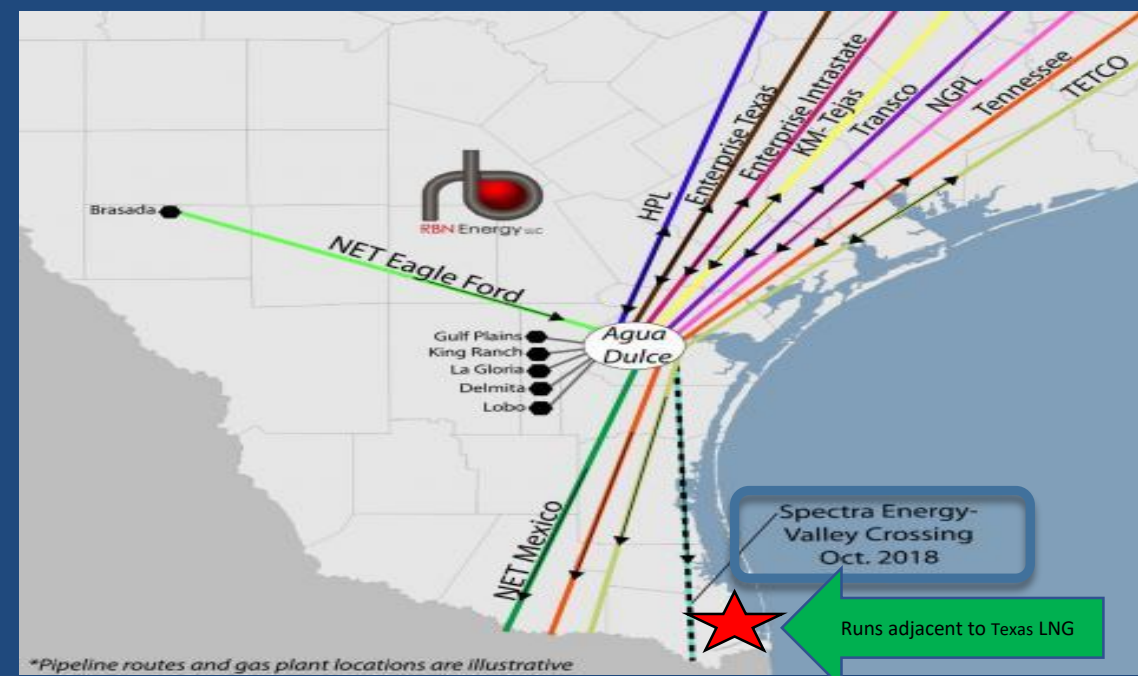 HPL
Enterprise Texas
Enterprise Intrastate
KM- Tejas
Transco
NGPL
Tennessee
TETCO
RBN Energy LLC
Brasada
NET Eagle Ford
Agua
Dulce
Gulf Plains
King Ranch
La Gloria
Delmita
Lobo
NET Mexico
Spectra Energy-
Valley Crossing
Oct. 2018
Runs adjacent to Texas LNG
*Pipeline routes and gas plant locations are illustrative